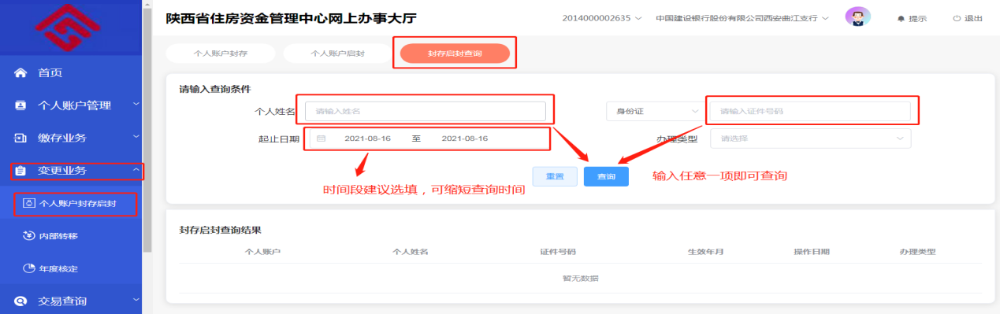 陕西省住房资金管理中心网上办事大厅
2014000002635 中国建设银行股份有限公司西安曲江支行 提示 退出
首页
个人账户管理
缴存业务
变更业务
个人账户封存启封
内部转移
年度核定
交易查询
个人账户封存 个人账户启封 封存启封查询
请输入查询条件
个人姓名 请输入姓名 身份证 请输入证件号码
起止日期 2021-08-16 至 2021-08-16 办理类型 请选择
重置 查询 输入任意一项即可查询
时间段建议选填，可缩短查询时间
封存启封查询结果
个人账户 个人姓名 证件号码 生效年月 操作日期 办理类型
暂无数据